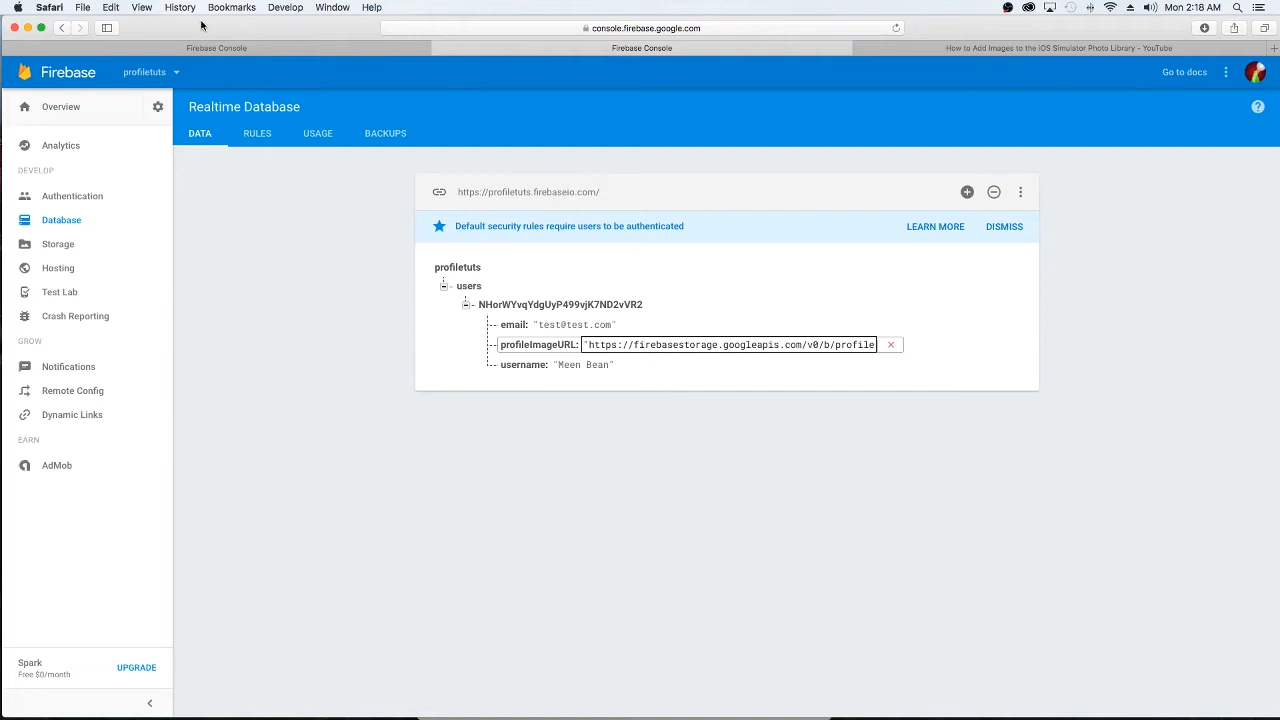 Safari File Edit View History Bookmarks Develop Window Help Mon 2:18 AM
console.firebase.google.com
Firebase Console Firebase Console How to Add Images to the iOS Simulator Photo Library - YouTube
Firebase profiletuts Go to docs
Overview
Realtime Database
DATA RULES USAGE BACKUPS
Analytics
DEVELOP
Authentication
Database
Storage
Hosting
Test Lab
Crash Reporting
GROW
Notifications
Remote Config
Dynamic Links
EARN
AdMob
Spark
Free $0/month
UPGRADE
https://profiletuts.firebaseio.com/
Default security rules require users to be authenticated LEARN MORE DISMISS
profiletuts
users
NHorWYvqYdgUyP499vjK7ND2vVR2
email: "test@test.com"
profileImageURL: "https://firebasestorage.googleapis.com/v0/b/profile
username: "Meen Bean"